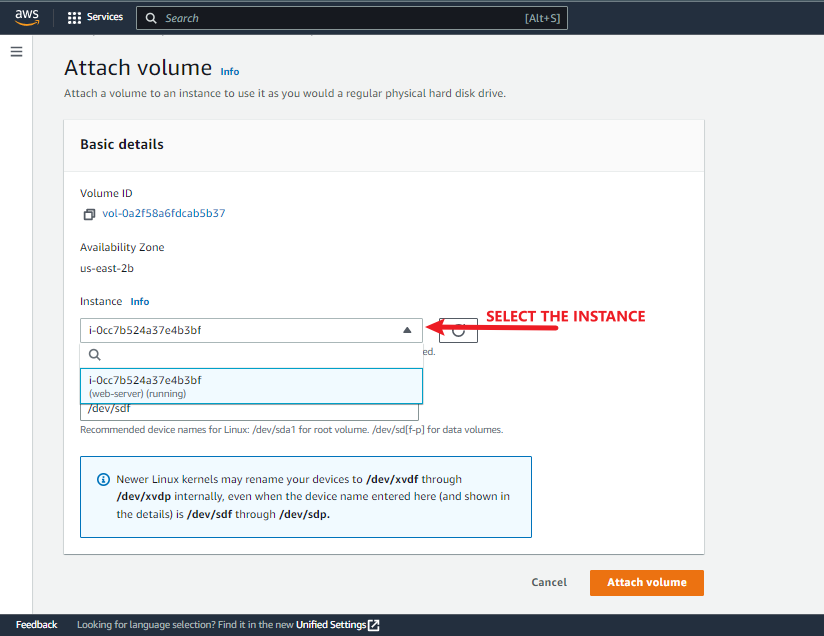 aws
Services
Search
[Alt+S]
Attach volume Info
Attach a volume to an instance to use it as you would a regular physical hard disk drive.
Basic details
Volume ID
vol-0a2f58a6fdcab5b37
Availability Zone
us-east-2b
Instance Info
i-0cc7b524a37e4b3bf
SELECT THE INSTANCE
ed.
i-0cc7b524a37e4b3bf
(web-server) (running)
/dev/sdf
Recommended device names for Linux: /dev/sda1 for root volume. /dev/sd[f-p] for data volumes.
Newer Linux kernels may rename your devices to /dev/xvdf through
/dev/xvdp internally, even when the device name entered here (and shown in
the details) is /dev/sdf through /dev/sdp.
Cancel
Attach volume
Feedback
Looking for language selection? Find it in the new Unified Settings